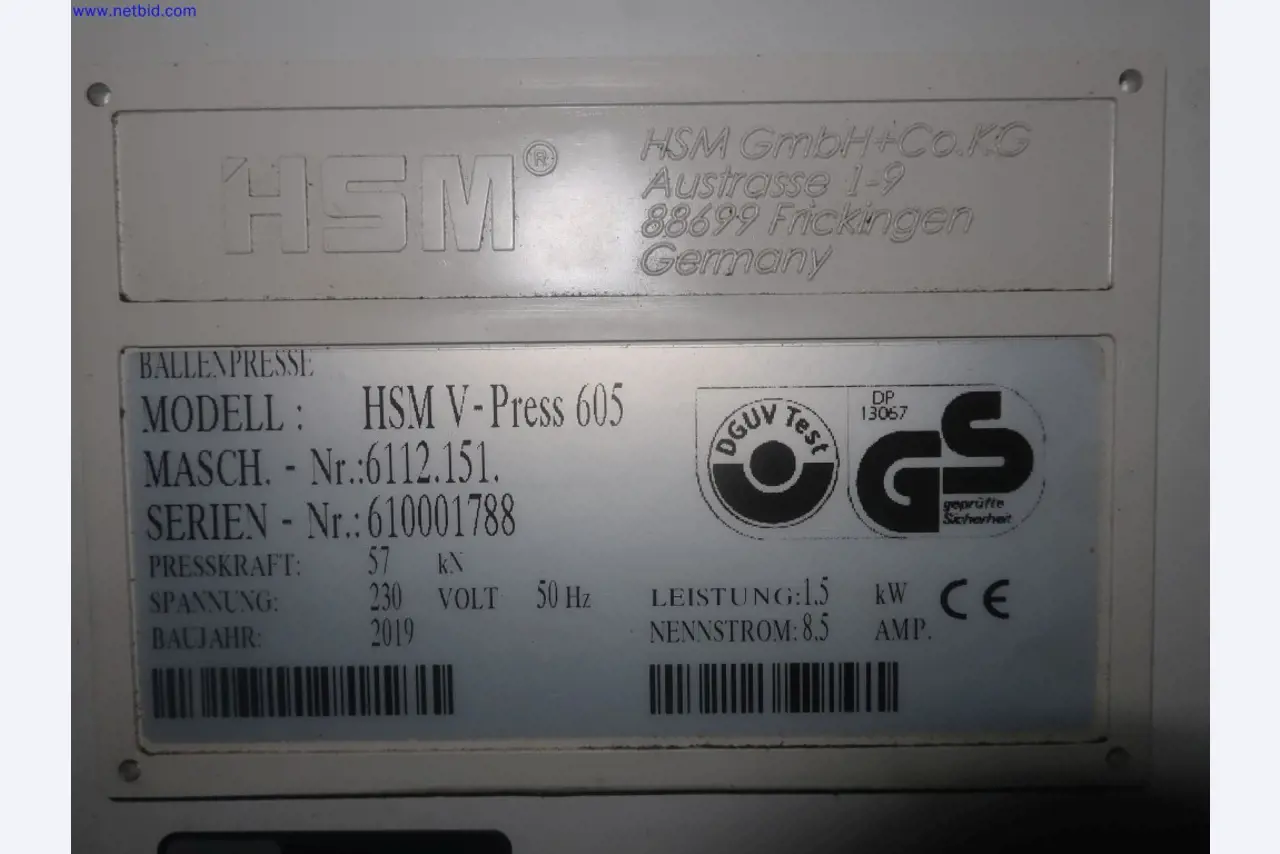 www.netbid.com
HSM®
HSM GmbH+Co.KG
Austrasse 1-9
88699 Frickingen
Germany
BALLENPRESSE
MODELL : HSM V-Press 605
MASCH. - Nr.:6112.151.
SERIEN - Nr.:610001788
PRESSKRAFT: 57 kN
SPANNUNG: 230 VOLT 50 Hz
LEISTUNG:1.5 kW
BAUJAHR: 2019
NENNSTROM:8.5 AMP.
DGUV Test
DP
13067
GS
geprüfte
Sicherheit
CE